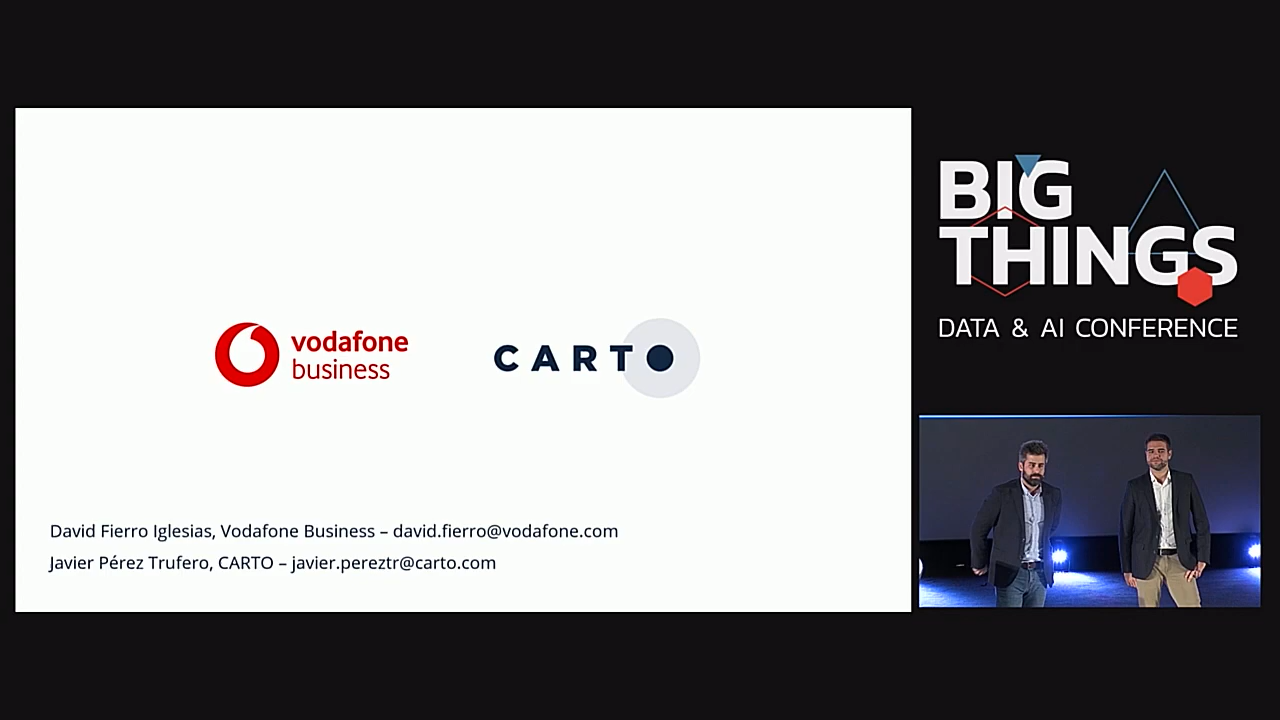 vodafone
business
CARTO
David Fierro Iglesias, Vodafone Business – david.fierro@vodafone.com
Javier Pérez Trufero, CARTO – javier.pereztr@carto.com
BIG
THINGS
DATA & AI CONFERENCE